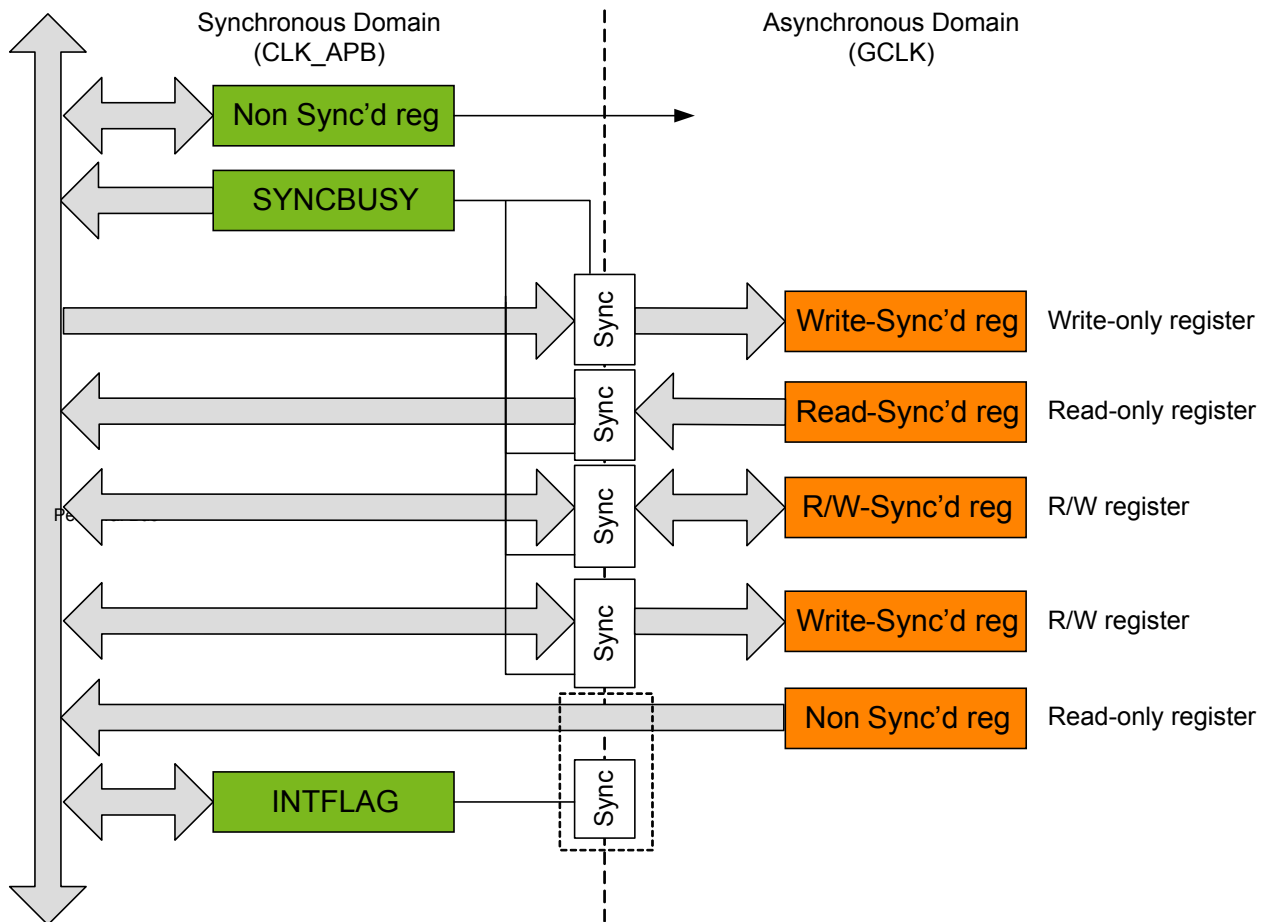 Synchronous Domain
(CLK_APB)
Asynchronous Domain
(GCLK)
Non Sync’d reg
SYNCBUSY
Sync
Write-Sync’d reg
Write-only register
Sync
Read-Sync’d reg
Read-only register
Sync
R/W-Sync’d reg
R/W register
Sync
Write-Sync’d reg
R/W register
Non Sync’d reg
Read-only register
INTFLAG
Sync